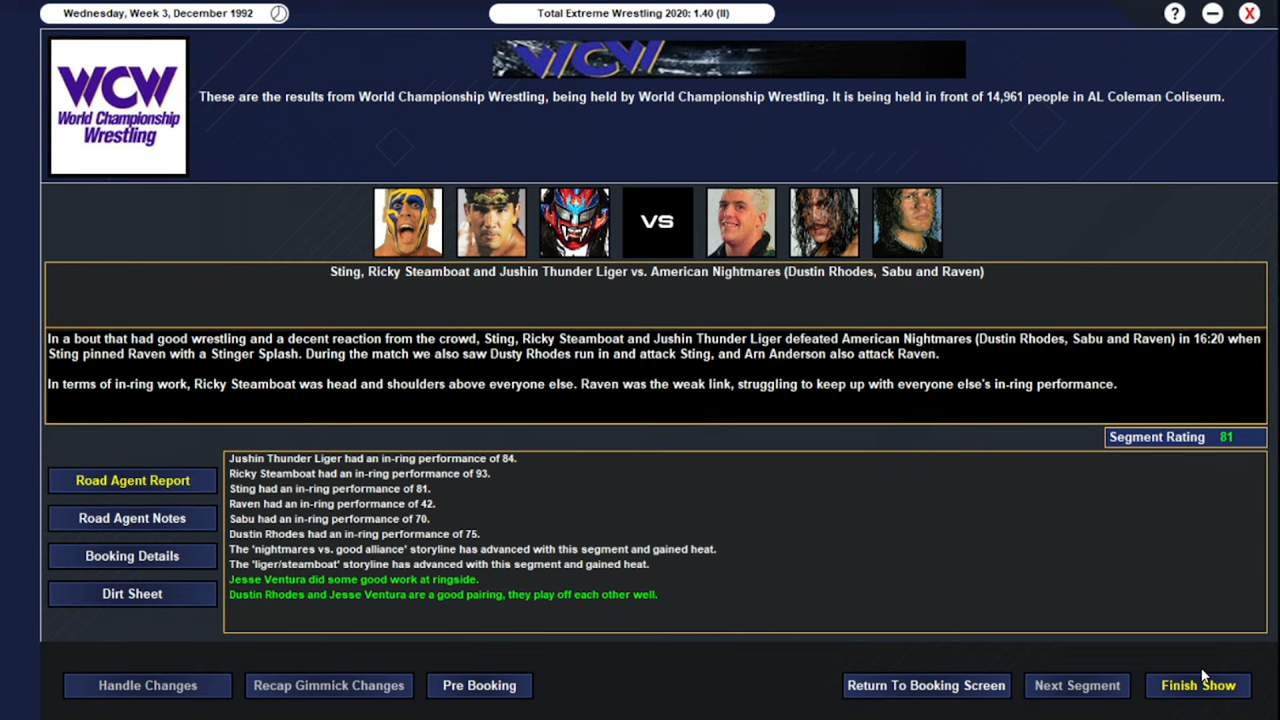 Wednesday, Week 3, December 1992
Total Extreme Wrestling 2020: 1.40 (II)
? X
WCW
World Championship
Wrestling
WCW
These are the results from World Championship Wrestling, being held by World Championship Wrestling. It is being held in front of 14,961 people in AL Coleman Coliseum.
VS
Sting, Ricky Steamboat and Jushin Thunder Liger vs. American Nightmares (Dustin Rhodes, Sabu and Raven)
In a bout that had good wrestling and a decent reaction from the crowd, Sting, Ricky Steamboat and Jushin Thunder Liger defeated American Nightmares (Dustin Rhodes, Sabu and Raven) in 16:20 when
Sting pinned Raven with a Stinger Splash. During the match we also saw Dusty Rhodes run in and attack Sting, and Arn Anderson also attack Raven.
In terms of in-ring work, Ricky Steamboat was head and shoulders above everyone else. Raven was the weak link, struggling to keep up with everyone else's in-ring performance.
Segment Rating 81
Road Agent Report
Road Agent Notes
Booking Details
Dirt Sheet
Jushin Thunder Liger had an in-ring performance of 84.
Ricky Steamboat had an in-ring performance of 93.
Sting had an in-ring performance of 81.
Raven had an in-ring performance of 42.
Sabu had an in-ring performance of 70.
Dustin Rhodes had an in-ring performance of 75.
The 'nightmares vs. good alliance' storyline has advanced with this segment and gained heat.
The 'liger/steamboat' storyline has advanced with this segment and gained heat.
Jesse Ventura did some good work at ringside.
Dustin Rhodes and Jesse Ventura are a good pairing, they play off each other well.
Handle Changes
Recap Gimmick Changes
Pre Booking
Return To Booking Screen
Next Segment
Finish Show